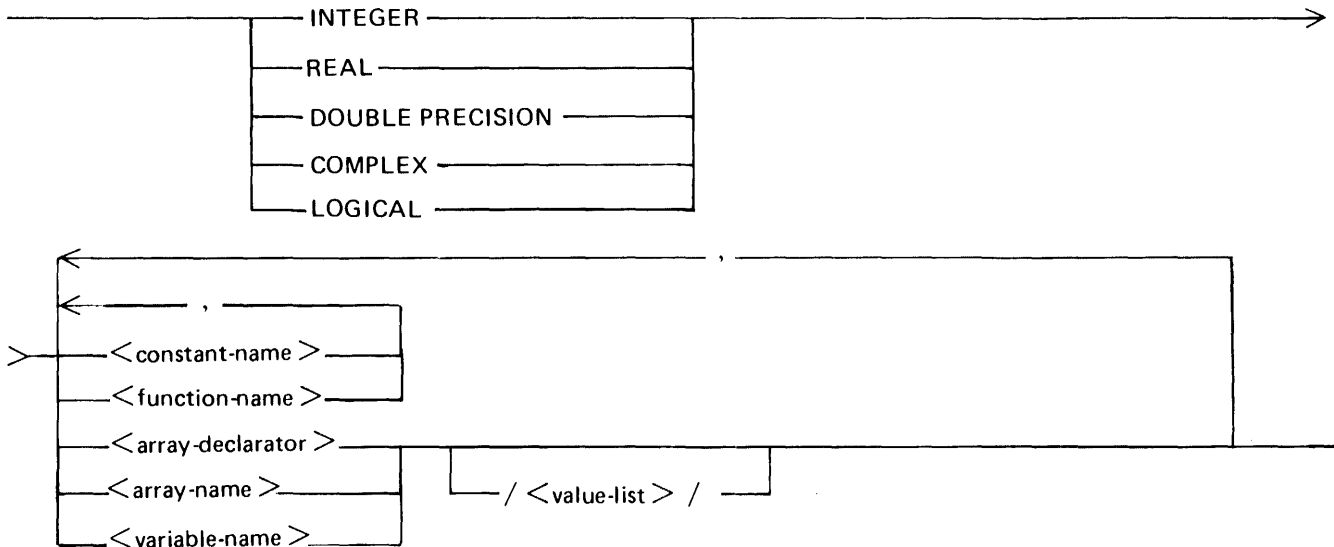 INTEGER
REAL
DOUBLE PRECISION
COMPLEX
LOGICAL
,
,
<constant-name>
<function-name>
<array-declarator>
<array-name>
/ <value-list> /
<variable-name>